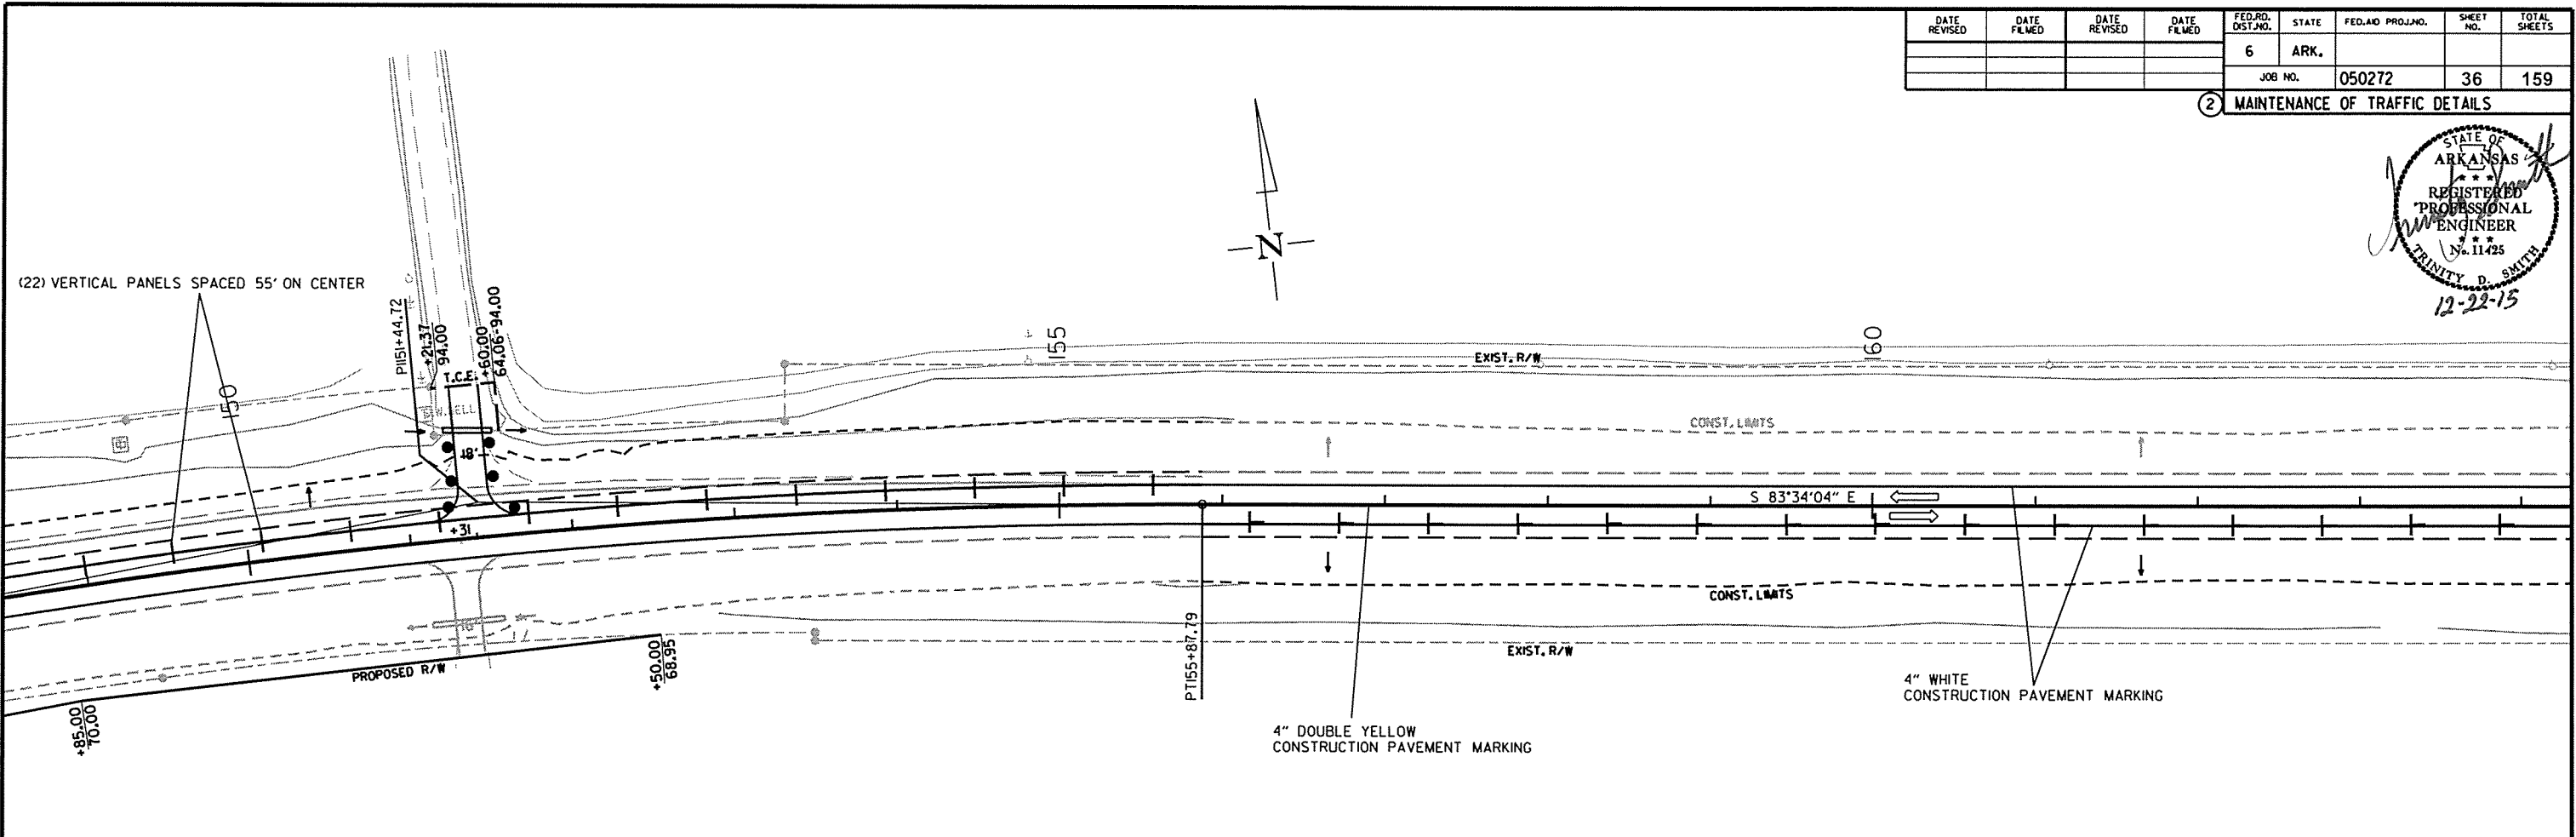 DATE REVISED
DATE FILMED
DATE REVISED
DATE FILMED
FED.RD. DIST.NO.
STATE
FED.AID PROJ.NO.
SHEET NO.
TOTAL SHEETS
6
ARK.
JOB NO.
050272
36
159
2 MAINTENANCE OF TRAFFIC DETAILS
STATE OF
ARKANSAS
REGISTERED
PROFESSIONAL
ENGINEER
No. 11425
TRINITY D. SMITH
12-22-15
N
(22) VERTICAL PANELS SPACED 55' ON CENTER
150
PI151+44.72
+21.37
94.00
+60.00
64.06-94.00
T.C.E.
18'
+31
155
160
EXIST. R/W
CONST. LIMITS
S 83°34'04" E
CONST. LIMITS
EXIST. R/W
PROPOSED R/W
+85.00
70.00
+50.00
68.95
PT155+87.79
4" DOUBLE YELLOW
CONSTRUCTION PAVEMENT MARKING
4" WHITE
CONSTRUCTION PAVEMENT MARKING